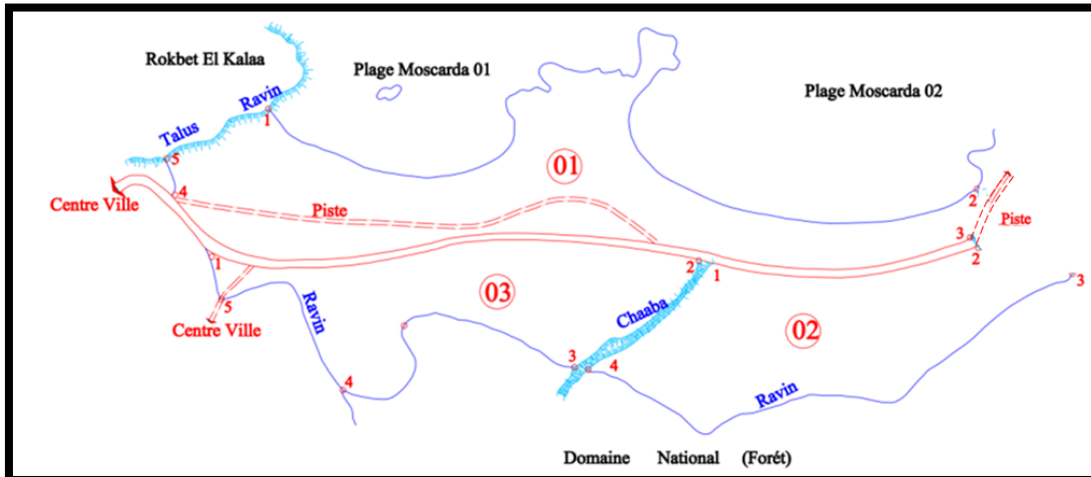 Rokbet El Kalaa
Plage Moscarda 01
Plage Moscarda 02
Ravin
1
Talus
5
4
Centre Ville
Piste
01
2
Piste
3
2
1
5
Centre Ville
Ravin
03
2
1
Chaaba
02
3
4
3
4
Ravin
Domaine National (Forét)